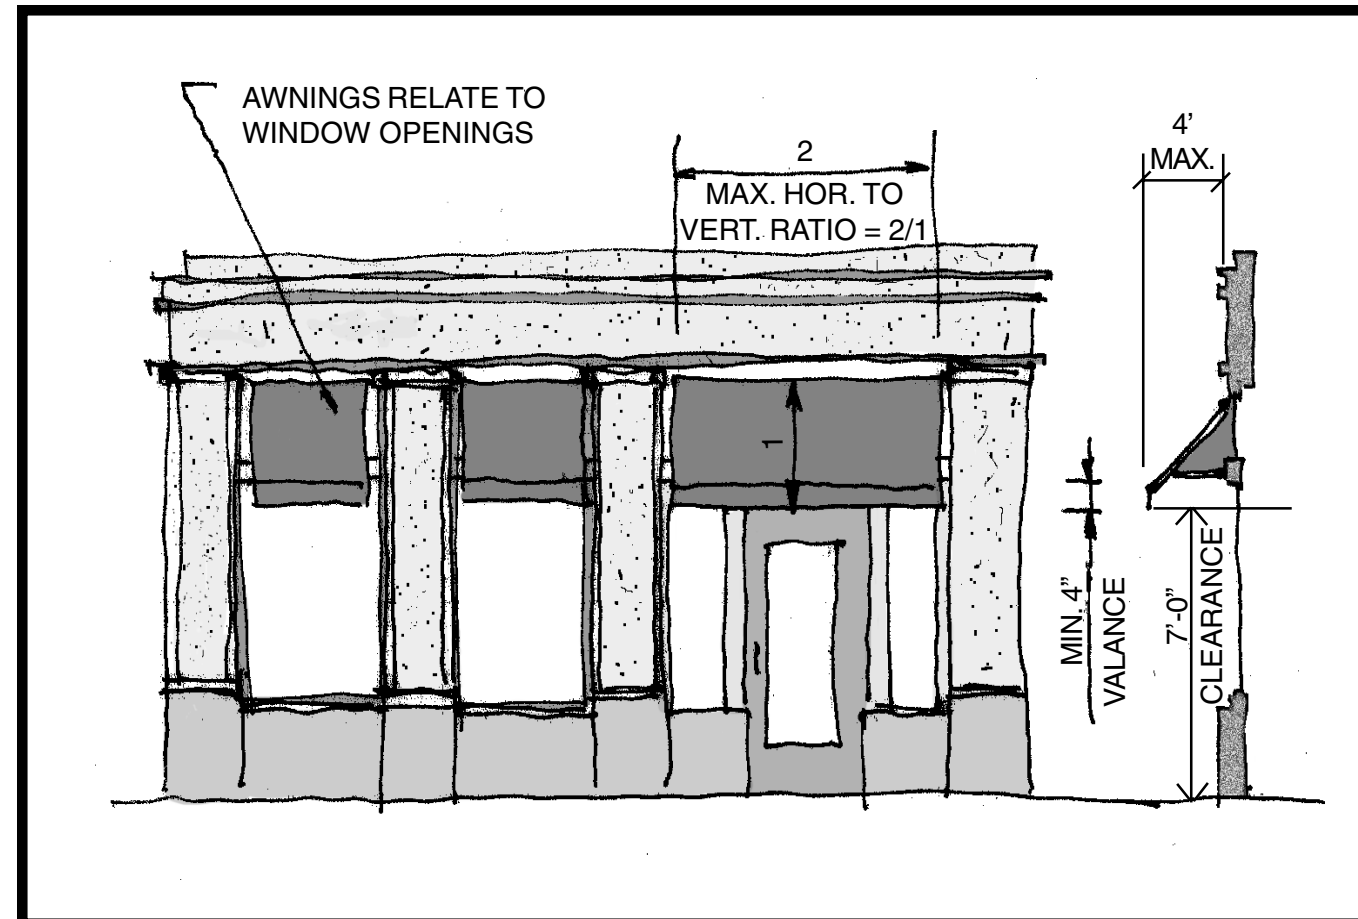 AWNINGS RELATE TO
WINDOW OPENINGS
2
MAX. HOR. TO
VERT. RATIO = 2/1
4’
MAX.
1
MIN. 4”
VALANCE
7’-0”
CLEARANCE